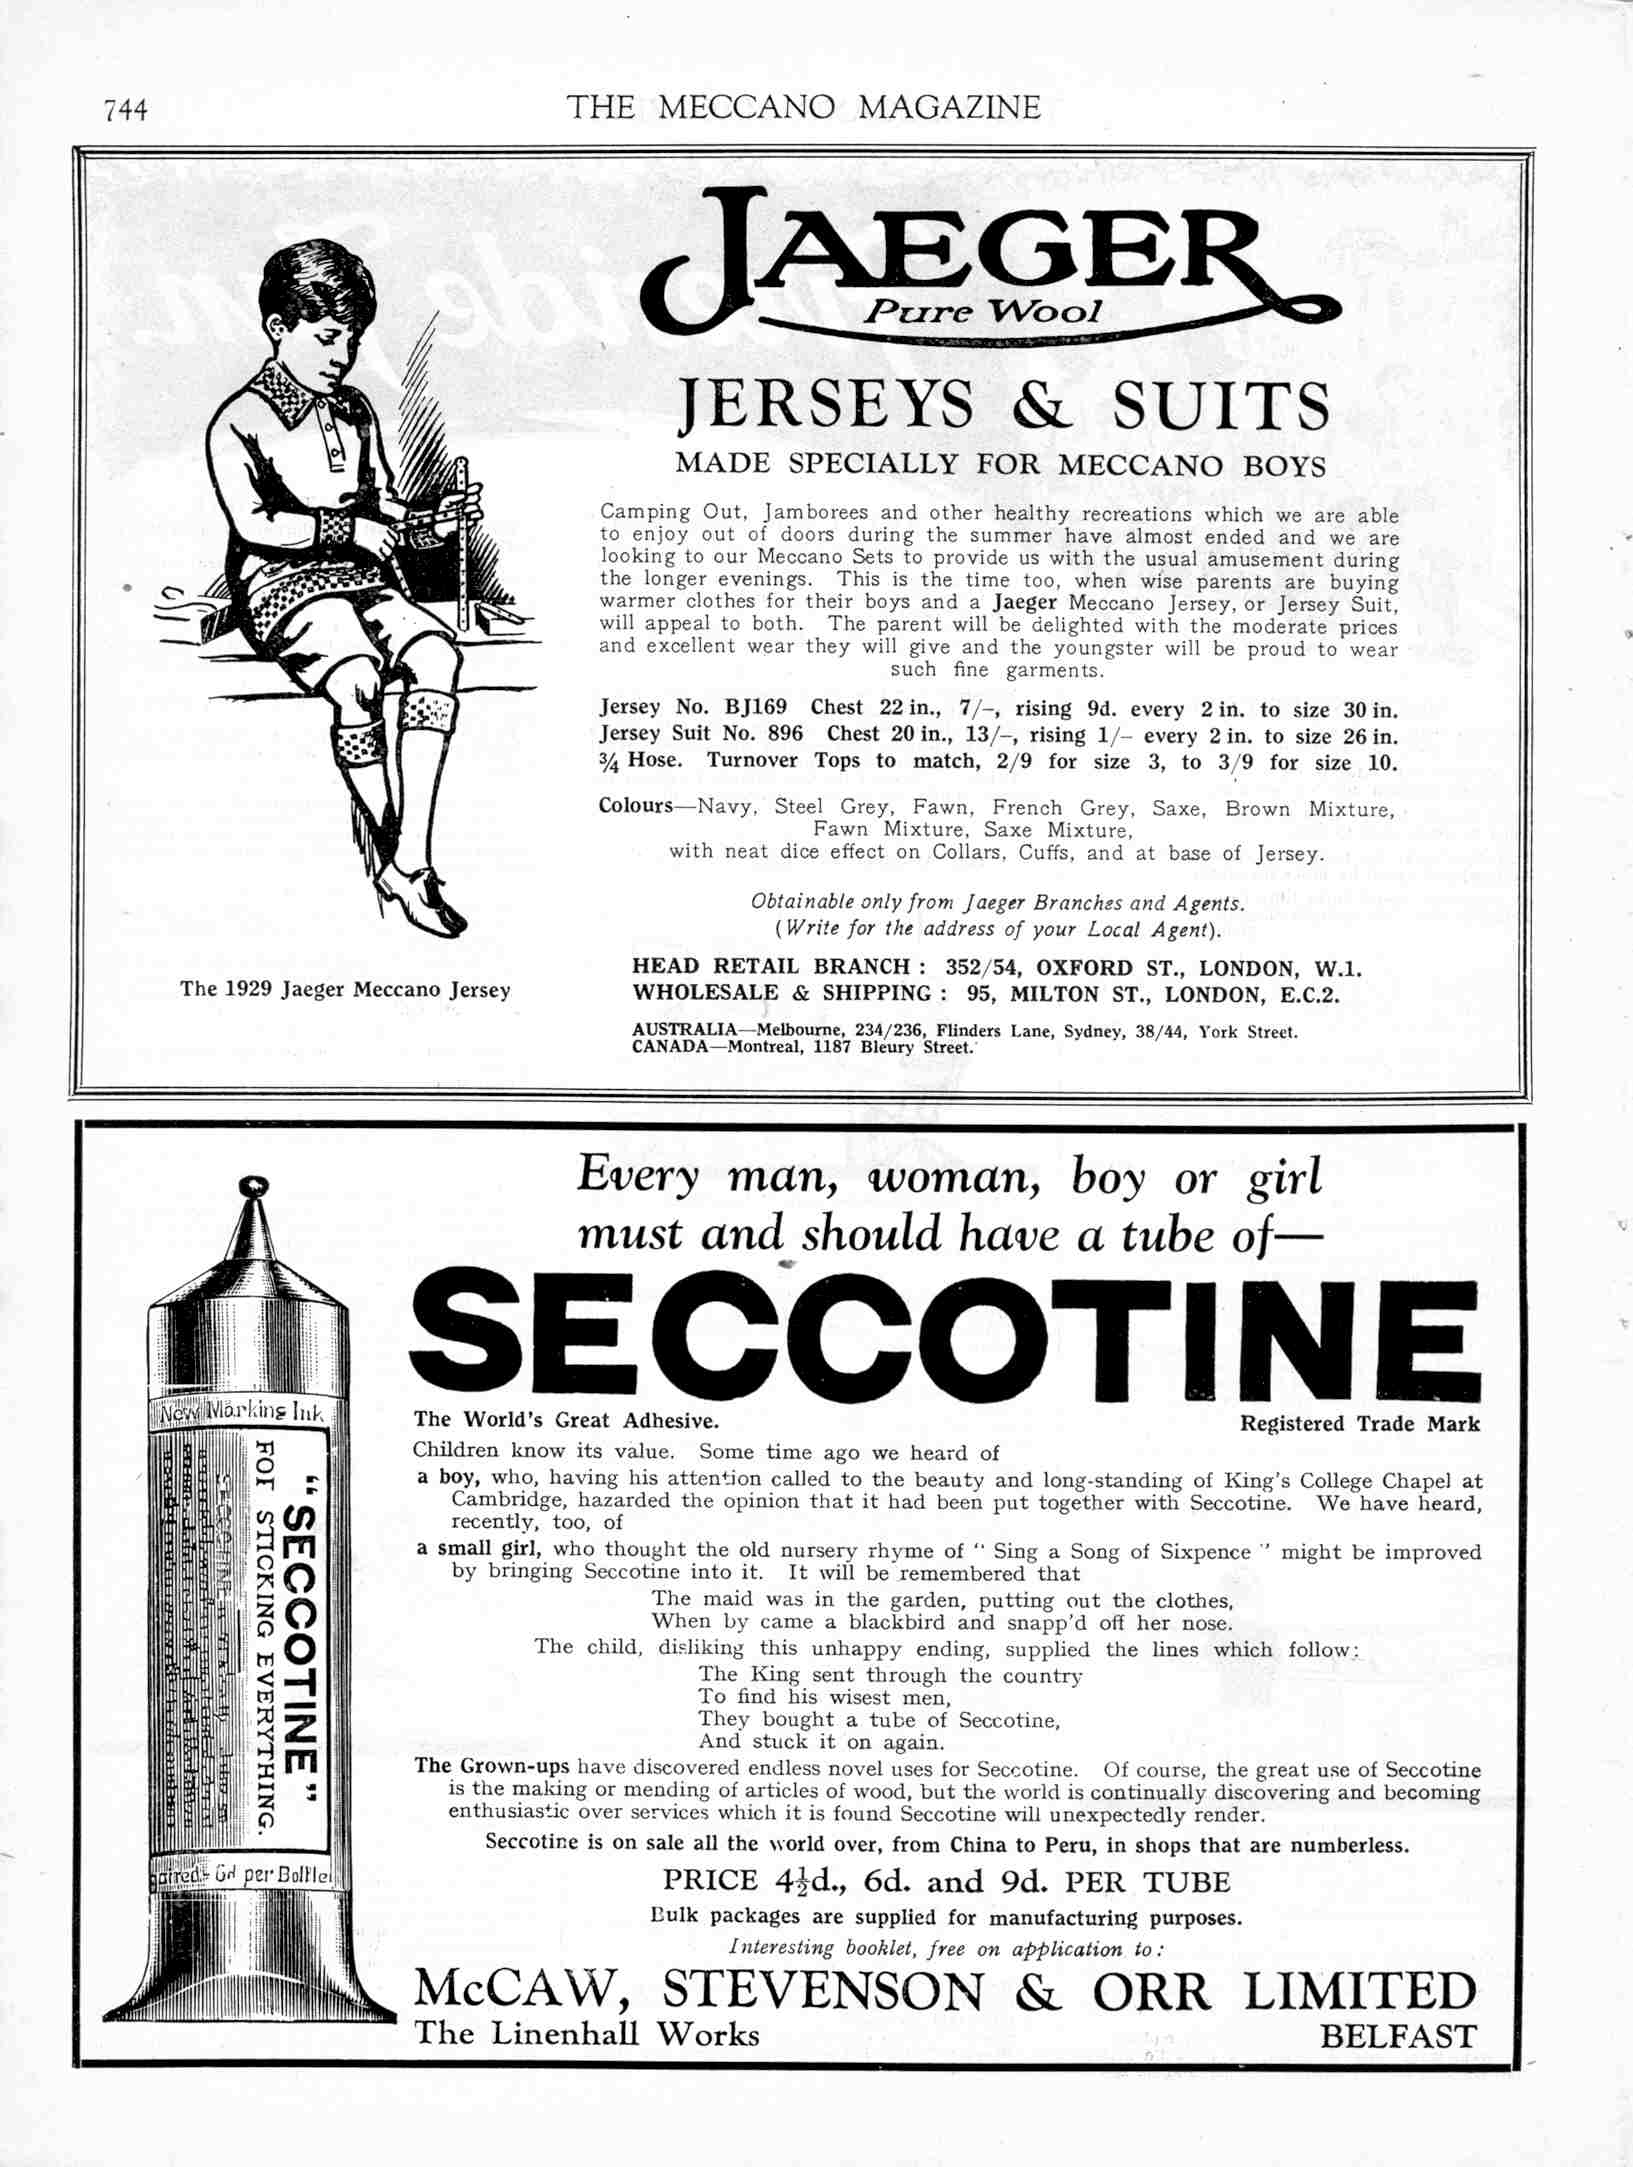 744
THE MECCANO MAGAZINE
JAEGER
Pure Wool
JERSEYS & SUITS
MADE SPECIALLY FOR MECCANO BOYS
Camping Out, Jamborees and other healthy recreations which we are able
to enjoy out of doors during the summer have almost ended and we are
looking to our Meccano Sets to provide us with the usual amusement during
the longer evenings. This is the time too, when wise parents are buying
warmer clothes for their boys and a Jaeger Meccano Jersey, or Jersey Suit,
will appeal to both. The parent will be delighted with the moderate prices
and excellent wear they will give and the youngster will be proud to wear
such fine garments.
Jersey No. BJ169 Chest 22 in., 7/–, rising 9d. every 2 in. to size 30 in.
Jersey Suit No. 896 Chest 20 in., 13/–, rising 1/– every 2 in. to size 26 in.
¾ Hose. Turnover Tops to match, 2/9 for size 3, to 3/9 for size 10.
Colours—Navy, Steel Grey, Fawn, French Grey, Saxe, Brown Mixture,
Fawn Mixture, Saxe Mixture,
with neat dice effect on Collars, Cuffs, and at base of Jersey.
Obtainable only from Jaeger Branches and Agents.
(Write for the address of your Local Agent).
HEAD RETAIL BRANCH : 352/54, OXFORD ST., LONDON, W.1.
WHOLESALE & SHIPPING : 95, MILTON ST., LONDON, E.C.2.
AUSTRALIA—Melbourne, 234/236, Flinders Lane, Sydney, 38/44, York Street.
CANADA—Montreal, 1187 Bleury Street.
The 1929 Jaeger Meccano Jersey
Every man, woman, boy or girl
must and should have a tube of—
SECCOTINE
The World's Great Adhesive. Registered Trade Mark
Children know its value. Some time ago we heard of
a boy, who, having his attention called to the beauty and long-standing of King's College Chapel at
Cambridge, hazarded the opinion that it had been put together with Seccotine. We have heard,
recently, too, of
a small girl, who thought the old nursery rhyme of " Sing a Song of Sixpence " might be improved
by bringing Seccotine into it. It will be remembered that
The maid was in the garden, putting out the clothes,
When by came a blackbird and snapp'd off her nose.
The child, disliking this unhappy ending, supplied the lines which follow:
The King sent through the country
To find his wisest men,
They bought a tube of Seccotine,
And stuck it on again.
The Grown-ups have discovered endless novel uses for Seccotine. Of course, the great use of Seccotine
is the making or mending of articles of wood, but the world is continually discovering and becoming
enthusiastic over services which it is found Seccotine will unexpectedly render.
Seccotine is on sale all the world over, from China to Peru, in shops that are numberless.
PRICE 4½d., 6d. and 9d. PER TUBE
Bulk packages are supplied for manufacturing purposes.
Interesting booklet, free on application to :
McCAW, STEVENSON & ORR LIMITED
The Linenhall Works BELFAST
New Marking Ink
"SECCOTINE"
FOR STICKING EVERYTHING.
6d per Bottle